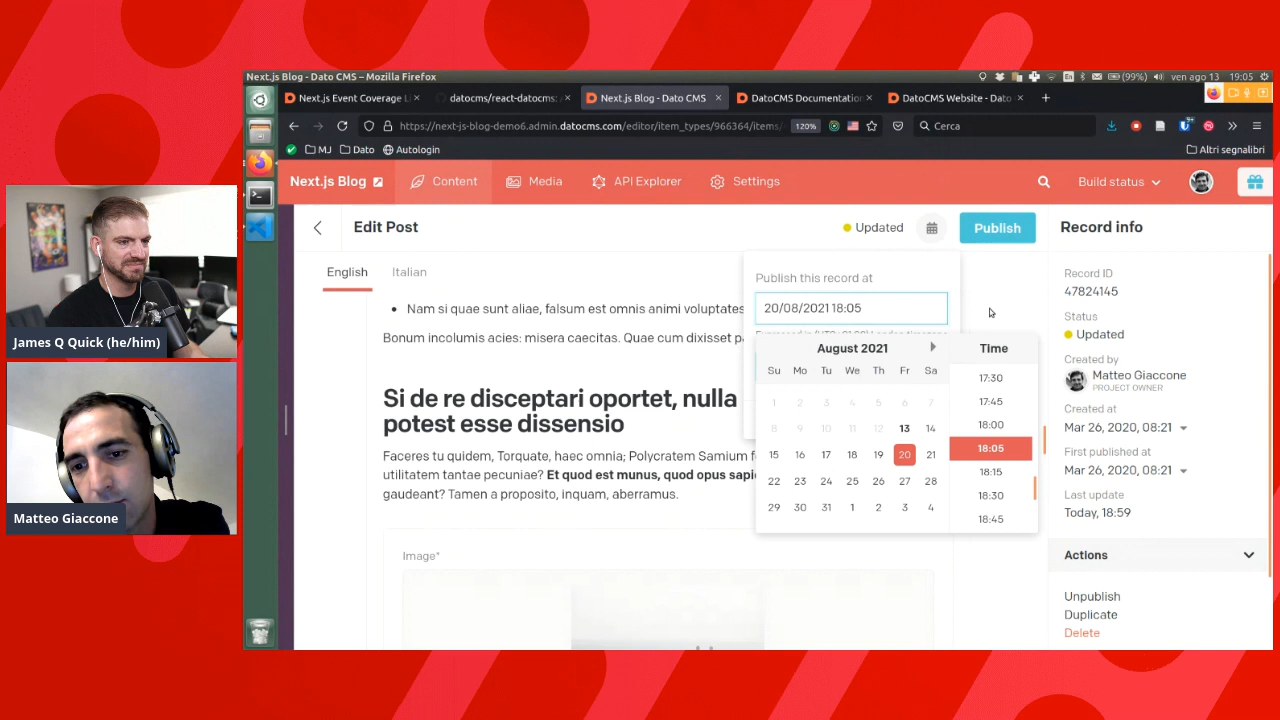 Next.js Blog - Dato CMS – Mozilla Firefox
En (99%) ven ago 13 19:05
Next.js Event Coverage L
datocms/react-datocms:
Next.js Blog - Dato CMS
DatoCMS Documentation
DatoCMS Website - Dato
https://next-js-blog-demo6.admin.datocms.com/editor/item_types/966364/items/
120%
Cerca
MJ Dato Autologin Altri segnalibri
Next.js Blog
Content
Media
API Explorer
Settings
Build status
Edit Post
Updated
Publish
Record info
English Italian
Publish this record at
20/08/2021 18:05
Nam si quae sunt aliae, falsum est omnis animi voluptates
Bonum incolumis acies: misera caecitas. Quae cum dixisset
Si de re disceptari oportet, nulla
potest esse dissensio
Faceres tu quidem, Torquate, haec omnia; Polycratem Samium
utilitatem tantae pecuniae? Et quod est munus, quod opus
gaudeant? Tamen a proposito, inquam, aberramus.
Image*
August 2021
Su Mo Tu We Th Fr Sa
1 2 3 4 5 6 7
8 9 10 11 12 13 14
15 16 17 18 19 20 21
22 23 24 25 26 27 28
29 30 31 1 2 3 4
Time
17:30
17:45
18:00
18:05
18:15
18:30
18:45
Record ID
47824145
Status
Updated
Created by
Matteo Giaccone
PROJECT OWNER
Created at
Mar 26, 2020, 08:21
First published at
Mar 26, 2020, 08:21
Last update
Today, 18:59
Actions
Unpublish
Duplicate
Delete
James Q Quick (he/him)
Matteo Giaccone